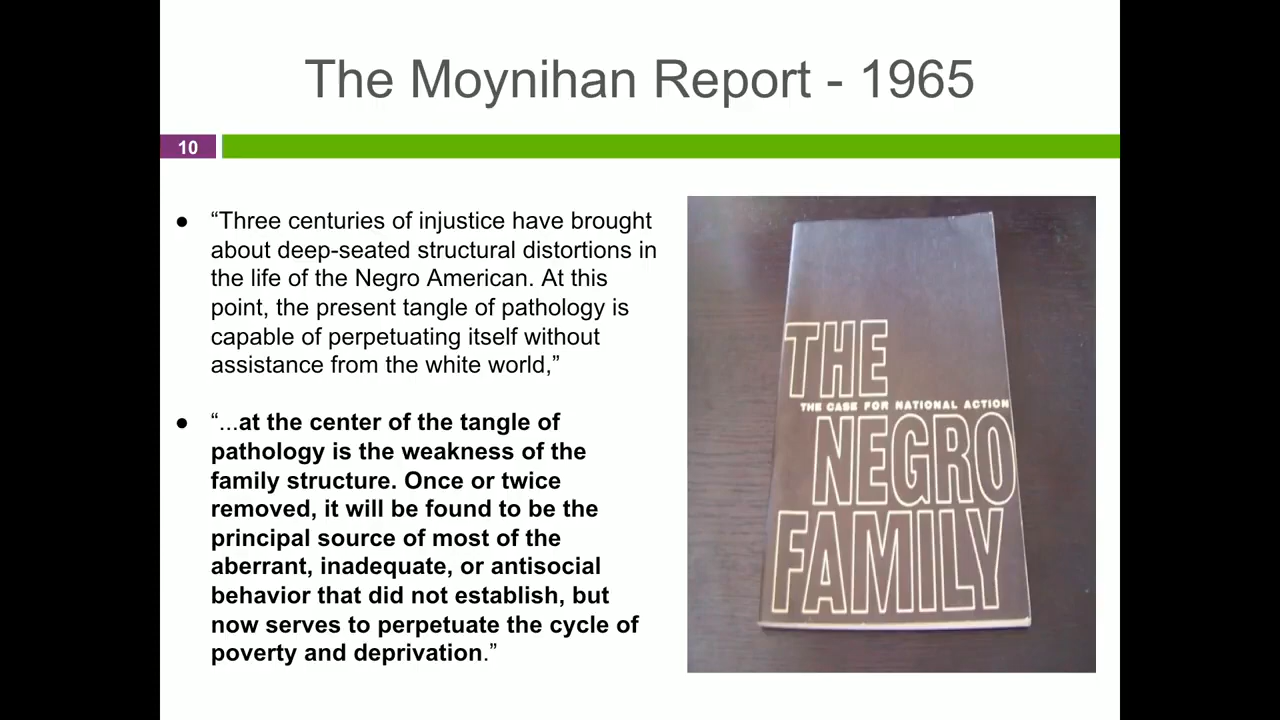 The Moynihan Report - 1965
10
● “Three centuries of injustice have brought
about deep-seated structural distortions in
the life of the Negro American. At this
point, the present tangle of pathology is
capable of perpetuating itself without
assistance from the white world,”
● “...at the center of the tangle of
pathology is the weakness of the
family structure. Once or twice
removed, it will be found to be the
principal source of most of the
aberrant, inadequate, or antisocial
behavior that did not establish, but
now serves to perpetuate the cycle of
poverty and deprivation.”
THE
THE CASE FOR NATIONAL ACTION
NEGRO
FAMILY